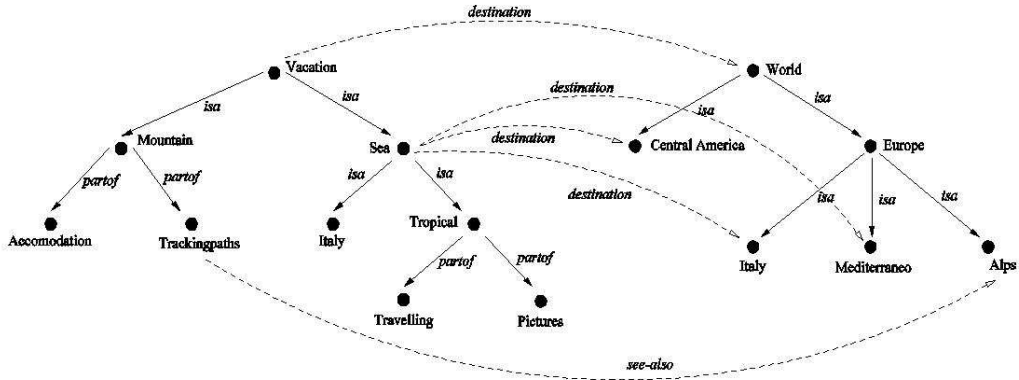 destination
Vacation
World
isa
isa
destination
isa
isa
Mountain
Sea
destination
Central America
Europe
partof
partof
isa
isa
destination
isa
isa
isa
Accomodation
Trackingpaths
Italy
Tropical
partof
partof
Italy
Mediterraneo
Alps
Travelling
Pictures
see-also